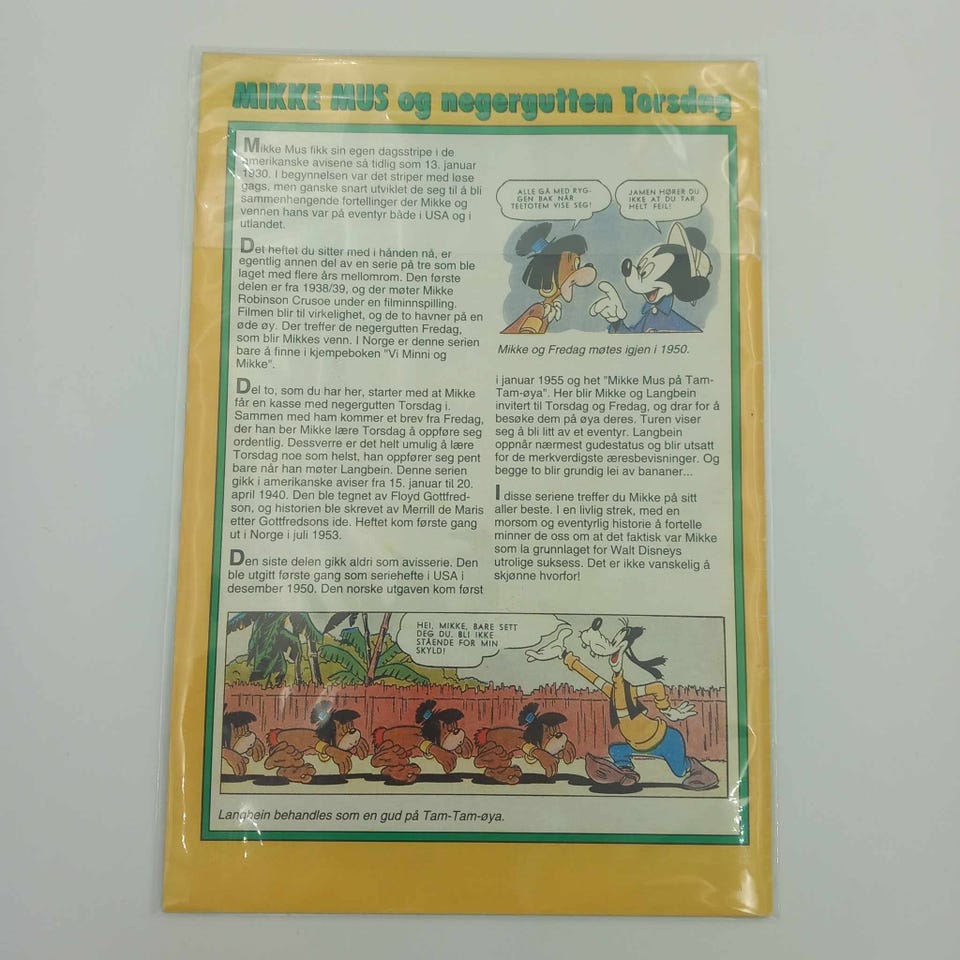 MIKKE MUS og negergutten Torsdag
Mikke Mus fikk sin egen dagsstripe i de
amerikanske avisene så tidlig som 13. januar
1930. I begynnelsen var det striper med løse
gags, men ganske snart utviklet de seg til å bli
sammenhengende fortellinger der Mikke og
vennen hans var på eventyr både i USA og i
utlandet.
Det heftet du sitter med i hånden nå, er
egentlig annen del av en serie på tre som ble
laget med flere års mellomrom. Den første
delen er fra 1938/39, og der møter Mikke
Robinson Crusoe under en filminnspilling.
Filmen blir til virkelighet, og de to havner på en
øde øy. Der treffer de negergutten Fredag,
som blir Mikkes venn. I Norge er denne serien
bare å finne i kjempeboken "Vi Minni og
Mikke".
Del to, som du har her, starter med at Mikke
får en kasse med negergutten Torsdag i.
Sammen med ham kommer et brev fra Fredag,
der han ber Mikke lære Torsdag å oppføre seg
ordentlig. Dessverre er det helt umulig å lære
Torsdag noe som helst, han oppfører seg pent
bare når han møter Langbein. Denne serien
gikk i amerikanske aviser fra 15. januar til 20.
april 1940. Den ble tegnet av Floyd Gottfred-
son, og historien ble skrevet av Merrill de Maris
etter Gottfredsons ide. Heftet kom første gang
ut i Norge i juli 1953.
Den siste delen gikk aldri som avisserie. Den
ble utgitt første gang som seriehefte i USA i
desember 1950. Den norske utgaven kom først
ALLE GÅ MED RYG-
GEN BAK NÅR
TEETOTEM VISE SEG!
JAMEN HØRER DU
IKKE AT DU TAR
HELT FEIL!
Mikke og Fredag møtes igjen i 1950.
i januar 1955 og het "Mikke Mus på Tam-
Tam-øya". Her blir Mikke og Langbein
invitert til Torsdag og Fredag, og drar for å
besøke dem på øya deres. Turen viser
seg å bli litt av et eventyr. Langbein
oppnår nærmest gudestatus og blir utsatt
for de merkverdigste æresbevisninger. Og
begge to blir grundig lei av bananer...
I disse seriene treffer du Mikke på sitt
aller beste. I en livlig strek, med en
morsom og eventyrlig historie å fortelle
minner de oss om at det faktisk var Mikke
som la grunnlaget for Walt Disneys
utrolige suksess. Det er ikke vanskelig å
skjønne hvorfor!
HEI, MIKKE, BARE SETT
DEG DU. BLI IKKE
STÅENDE FOR MIN
SKYLD!
Langbein behandles som en gud på Tam-Tam-øya.